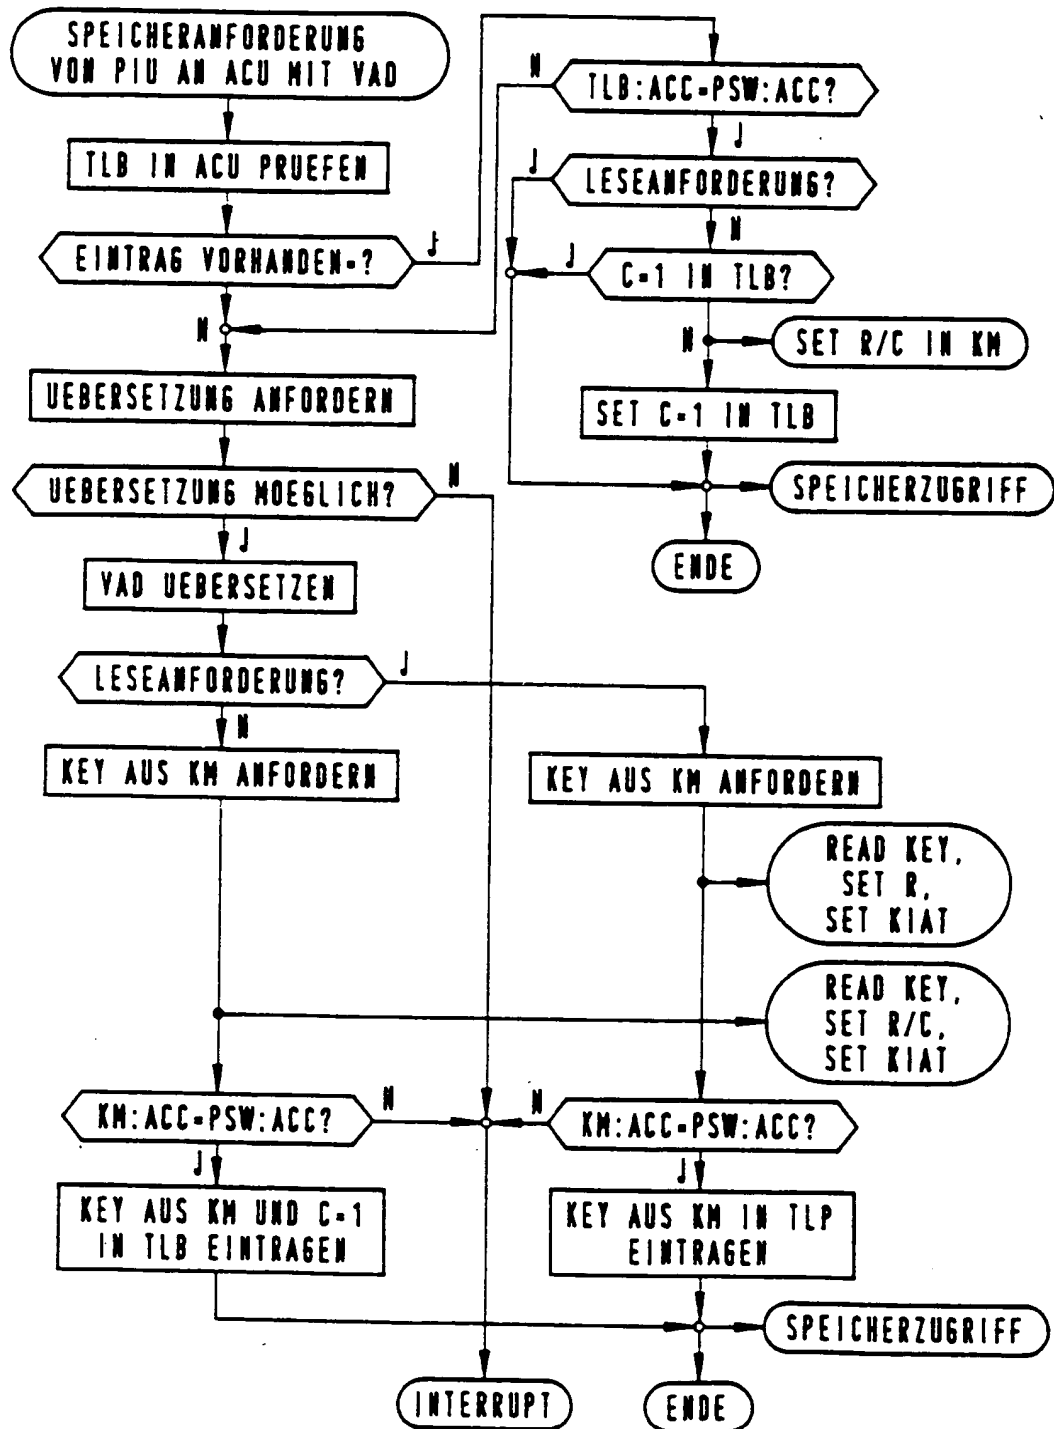 SPEICHERANFORDERUNG
VON PIU AN ACU MIT VAD
TLB IN ACU PRUEFEN
EINTRAG VORHANDEN=?
J
N
UEBERSETZUNG ANFORDERN
UEBERSETZUNG MOEGLICH?
N
J
VAD UEBERSETZEN
LESEANFORDERUNG?
J
N
KEY AUS KM ANFORDERN
KM:ACC=PSW:ACC?
N
J
KEY AUS KM UND C=1
IN TLB EINTRAGEN
INTERRUPT
N
TLB:ACC=PSW:ACC?
J
J
LESEANFORDERUNG?
N
J
C=1 IN TLB?
N
SET R/C IN KM
SET C=1 IN TLB
SPEICHERZUGRIFF
ENDE
KEY AUS KM ANFORDERN
READ KEY,
SET R,
SET KIAT
READ KEY,
SET R/C,
SET KIAT
N
KM:ACC=PSW:ACC?
J
KEY AUS KM IN TLP
EINTRAGEN
SPEICHERZUGRIFF
ENDE